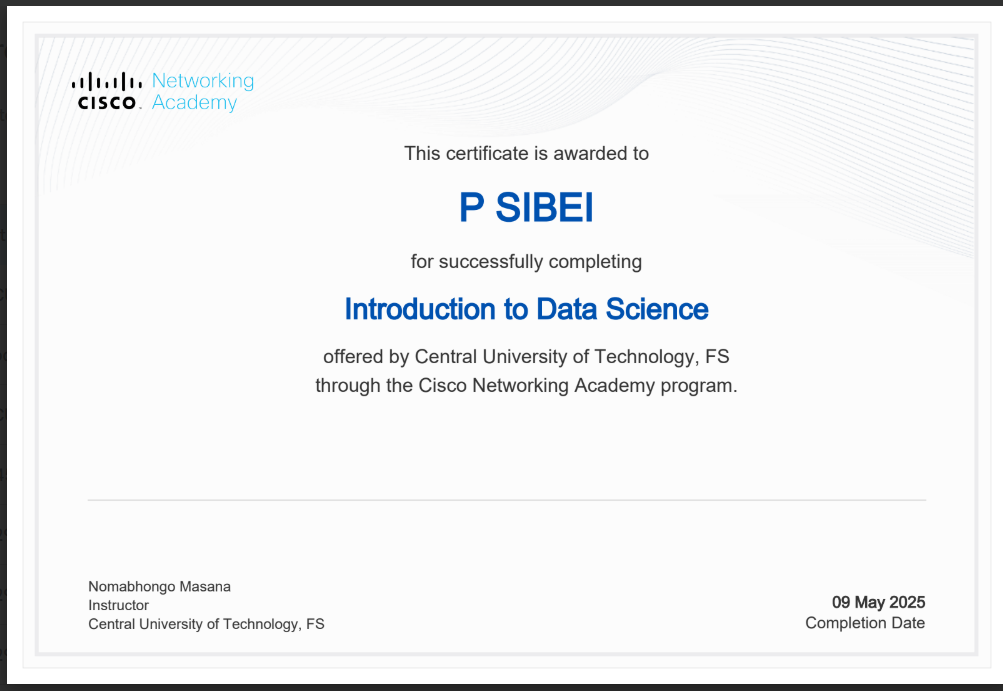 Networking
CISCO. Academy
This certificate is awarded to
P SIBEI
for successfully completing
Introduction to Data Science
offered by Central University of Technology, FS
through the Cisco Networking Academy program.
Nomabhongo Masana
Instructor
Central University of Technology, FS
09 May 2025
Completion Date